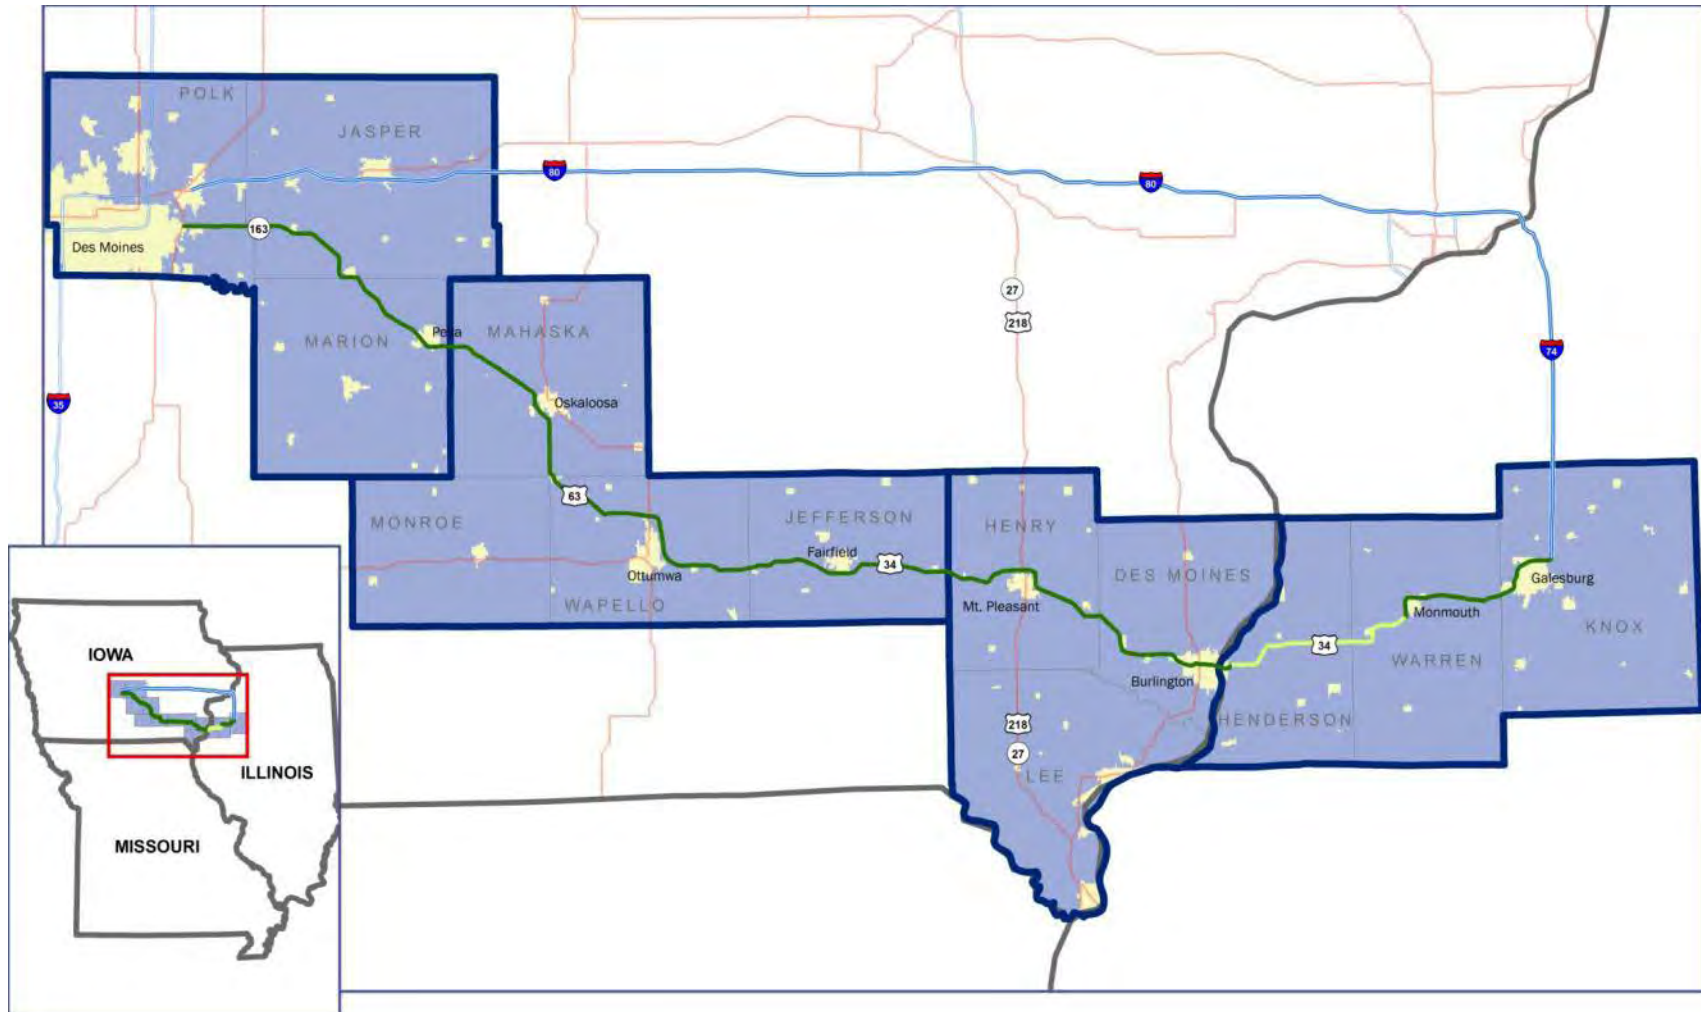 POLK
JASPER
80
80
163
Des Moines
27
218
Pella
MAHASKA
MARION
74
35
Oskaloosa
63
MONROE
JEFFERSON
HENRY
Fairfield
34
DES MOINES
Ottumwa
Galesburg
WAPELLO
Mt. Pleasant
Monmouth
KNOX
34
WARREN
Burlington
218
HENDERSON
27
LEE
IOWA
ILLINOIS
MISSOURI